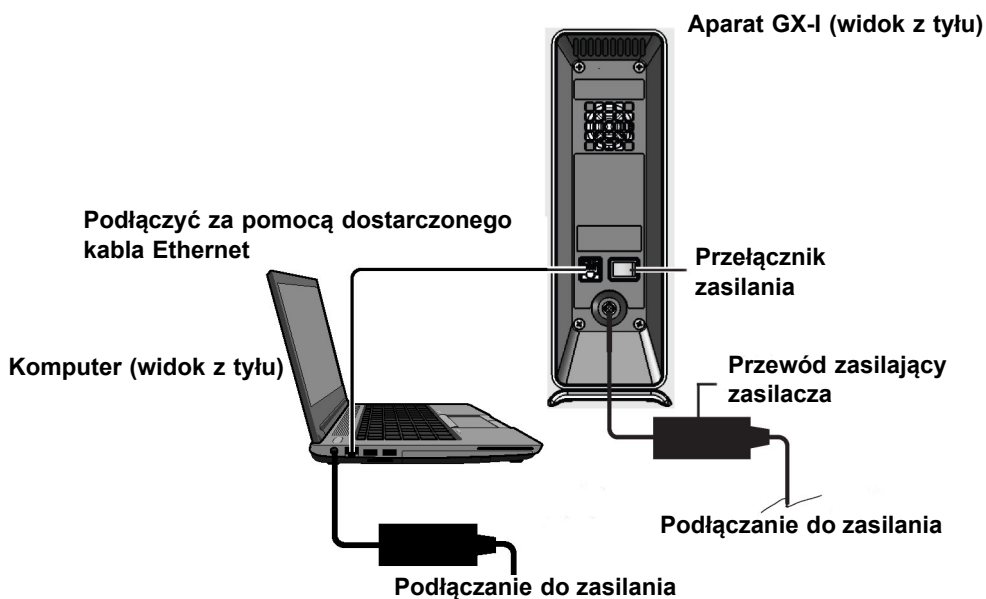 Aparat GX-I (widok z tyłu)
Podłączyć za pomocą dostarczonego
kabla Ethernet
Przełącznik
zasilania
Komputer (widok z tyłu)
Przewód zasilający
zasilacza
Podłączanie do zasilania
Podłączanie do zasilania